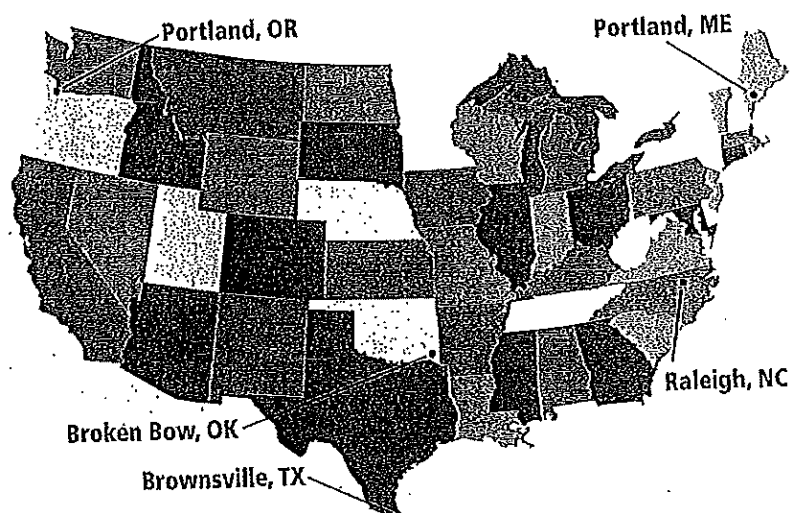 Portland, OR
Portland, ME
Raleigh, NC
Broken Bow, OK
Brownsville, TX